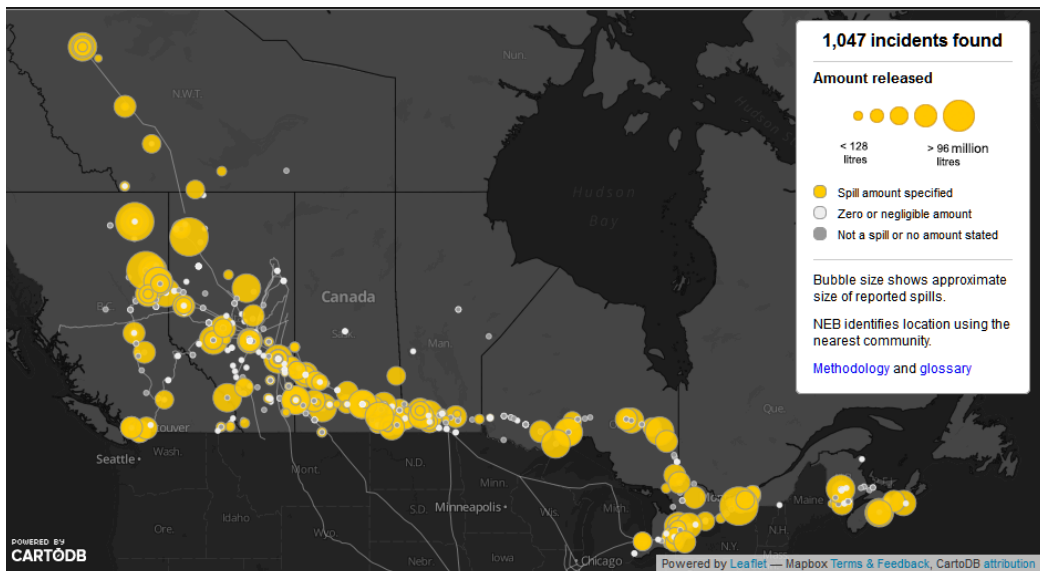 1,047 incidents found
Amount released
< 128
litres
> 96 million
litres
Spill amount specified
Zero or negligible amount
Not a spill or no amount stated
Bubble size shows approximate
size of reported spills.
NEB identifies location using the
nearest community.
Methodology and glossary
Nun.
N.W.T.
Hudson
Bay
Canada
B.C.
Sask.
Man.
Que.
Seattle
Wash.
Mont.
N.D.
Minn.
Maine
Ore.
Idaho
Wyo.
S.D.
Minneapolis
Wis.
Mich.
N.Y.
N.H.
Nebr.
Iowa
Chicago
POWERED BY
CARTODB
Powered by Leaflet — Mapbox Terms & Feedback, CartoDB attribution